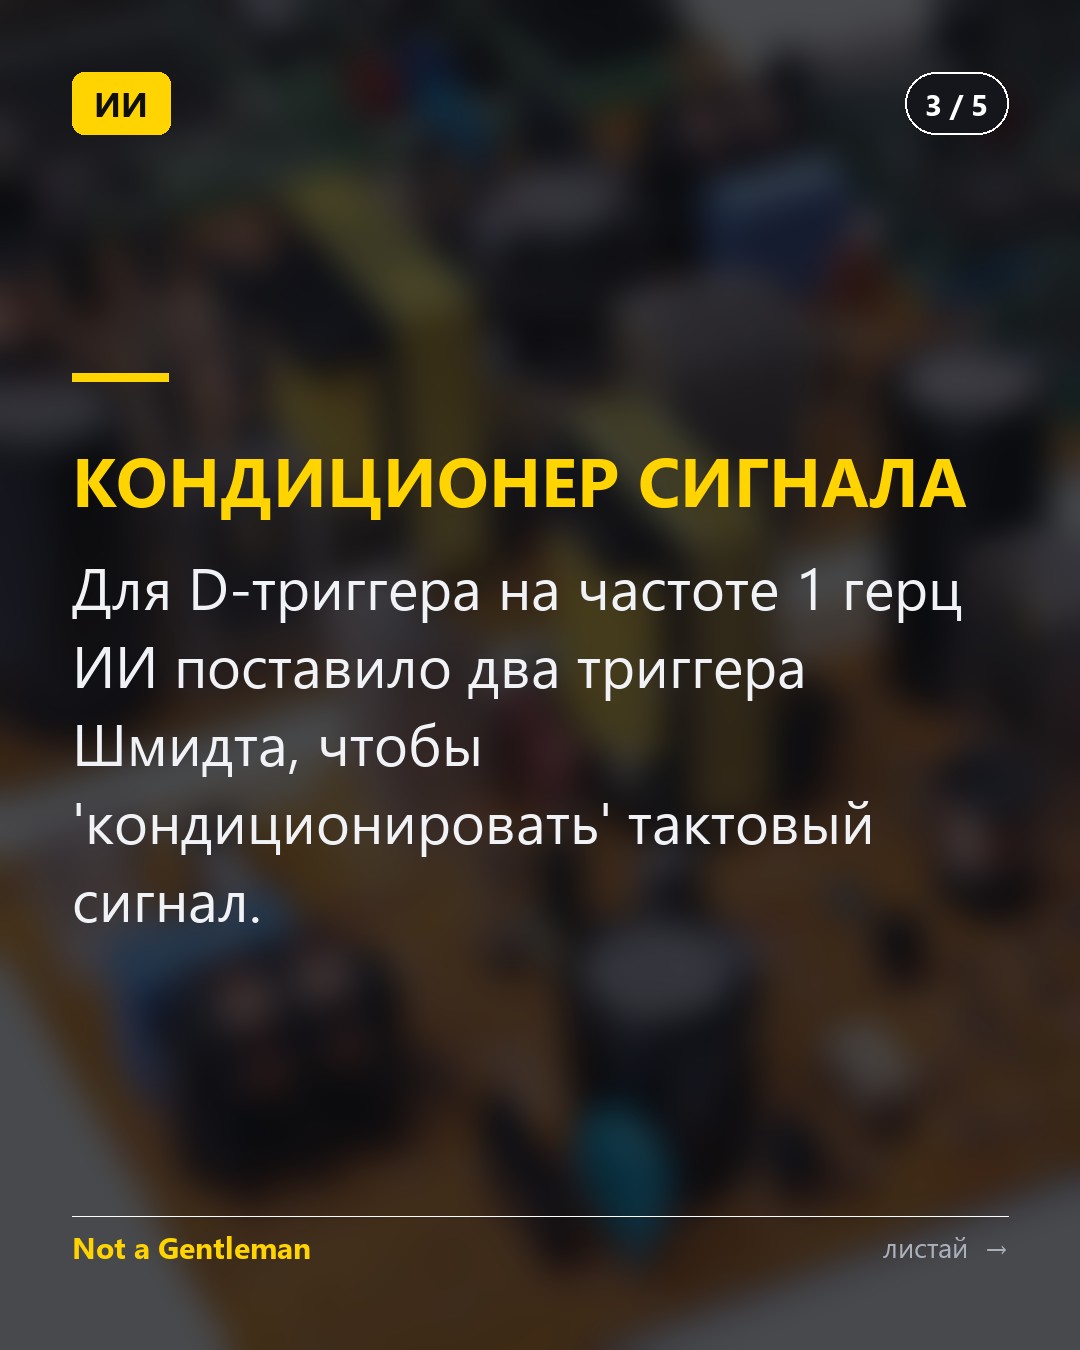 ИИ
3 / 5
КОНДИЦИОНЕР СИГНАЛА
Для D-триггера на частоте 1 герц
ИИ поставило два триггера
Шмидта, чтобы
'кондиционировать' тактовый
сигнал.
Not a Gentleman
листай →